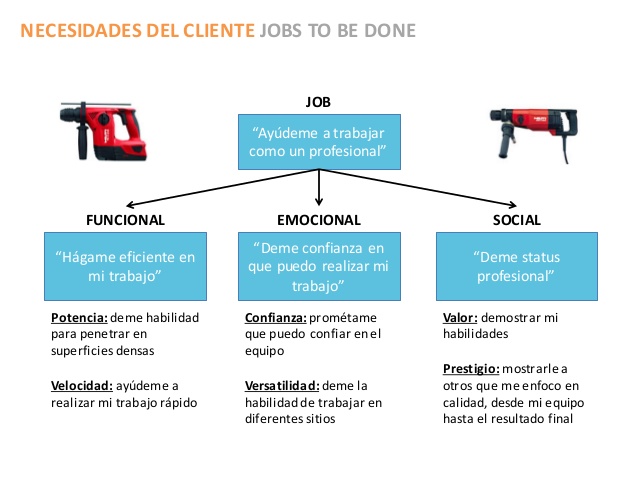 NECESIDADES DEL CLIENTE JOBS TO BE DONE
JOB
“Ayúdeme a trabajar
como un profesional”
FUNCIONAL
“Hágame eficiente en
mi trabajo”
Potencia: deme habilidad
para penetrar en
superficies densas
Velocidad: ayúdeme a
realizar mi trabajo rápido
EMOCIONAL
“Deme confianza en
que puedo realizar mi
trabajo”
Confianza: prométame
que puedo confiar en el
equipo
Versatilidad: deme la
habilidad de trabajar en
diferentes sitios
SOCIAL
“Deme status
profesional”
Valor: demostrar mi
habilidades
Prestigio: mostrarle a
otros que me enfoco en
calidad, desde mi equipo
hasta el resultado final